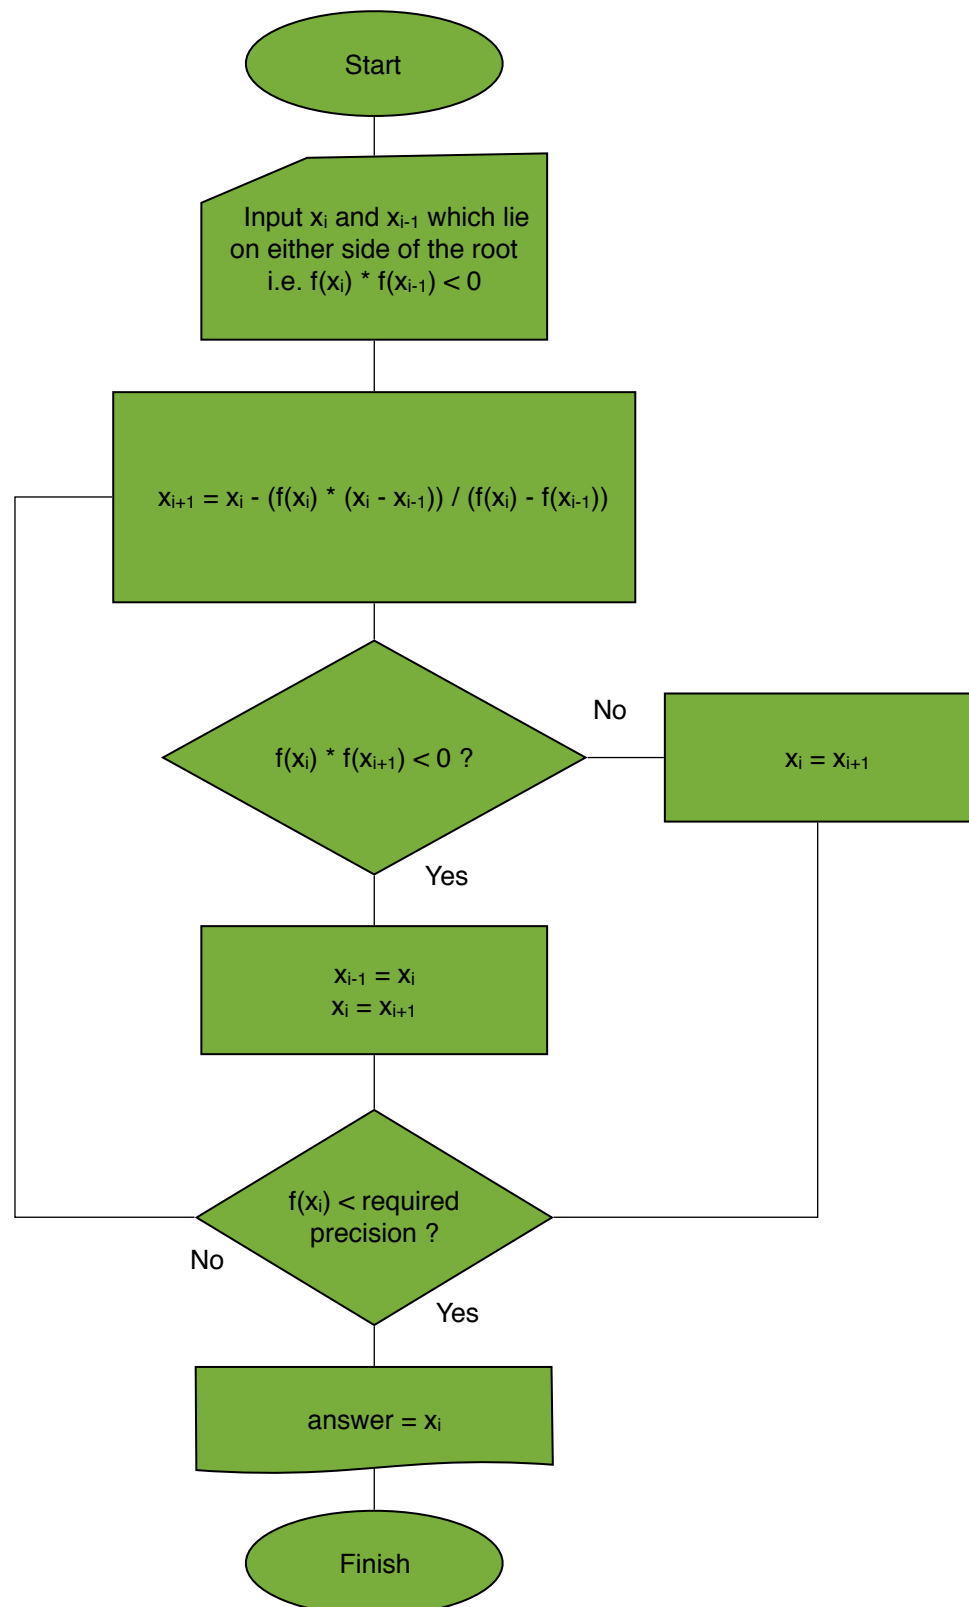 Start
Input xᵢ and xᵢ₋₁ which lie
on either side of the root
i.e. f(xᵢ) * f(xᵢ₋₁) < 0
xᵢ₊₁ = xᵢ - (f(xᵢ) * (xᵢ - xᵢ₋₁)) / (f(xᵢ) - f(xᵢ₋₁))
No
f(xᵢ) * f(xᵢ₊₁) < 0 ?
xᵢ = xᵢ₊₁
Yes
xᵢ₋₁ = xᵢ
xᵢ = xᵢ₊₁
f(xᵢ) < required
precision ?
No
Yes
answer = xᵢ
Finish